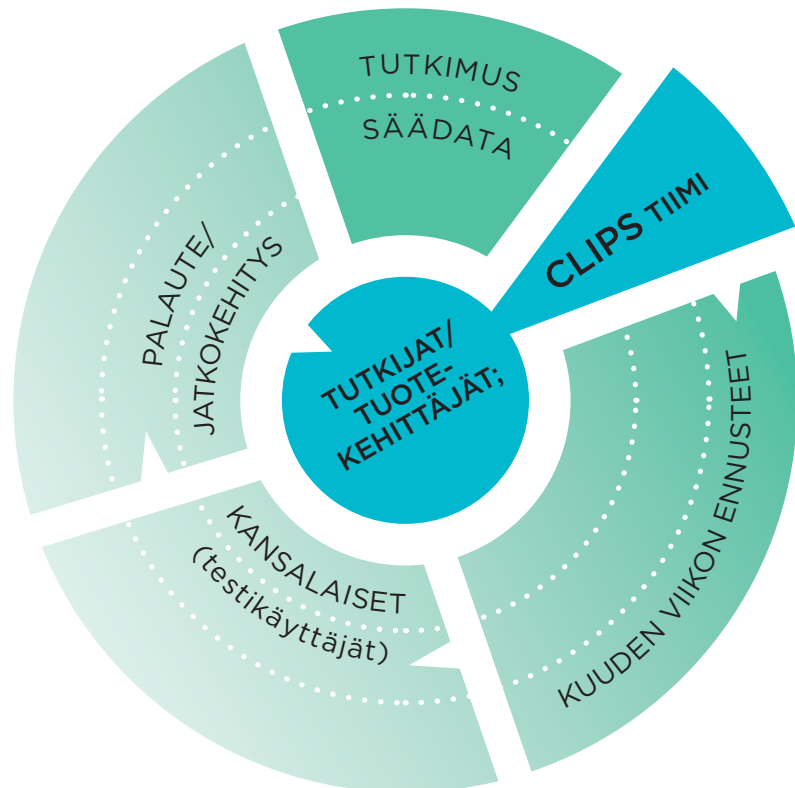 TUTKIMUS
SÄÄDATA
CLIPS TIIMI
KUUDEN VIIKON ENNUSTEET
KANSALAISET
(testikäyttäjät)
PALAUTE/
JATKOKEHITYS
TUTKIJAT/
TUOTE-
KEHITTÄJÄT;